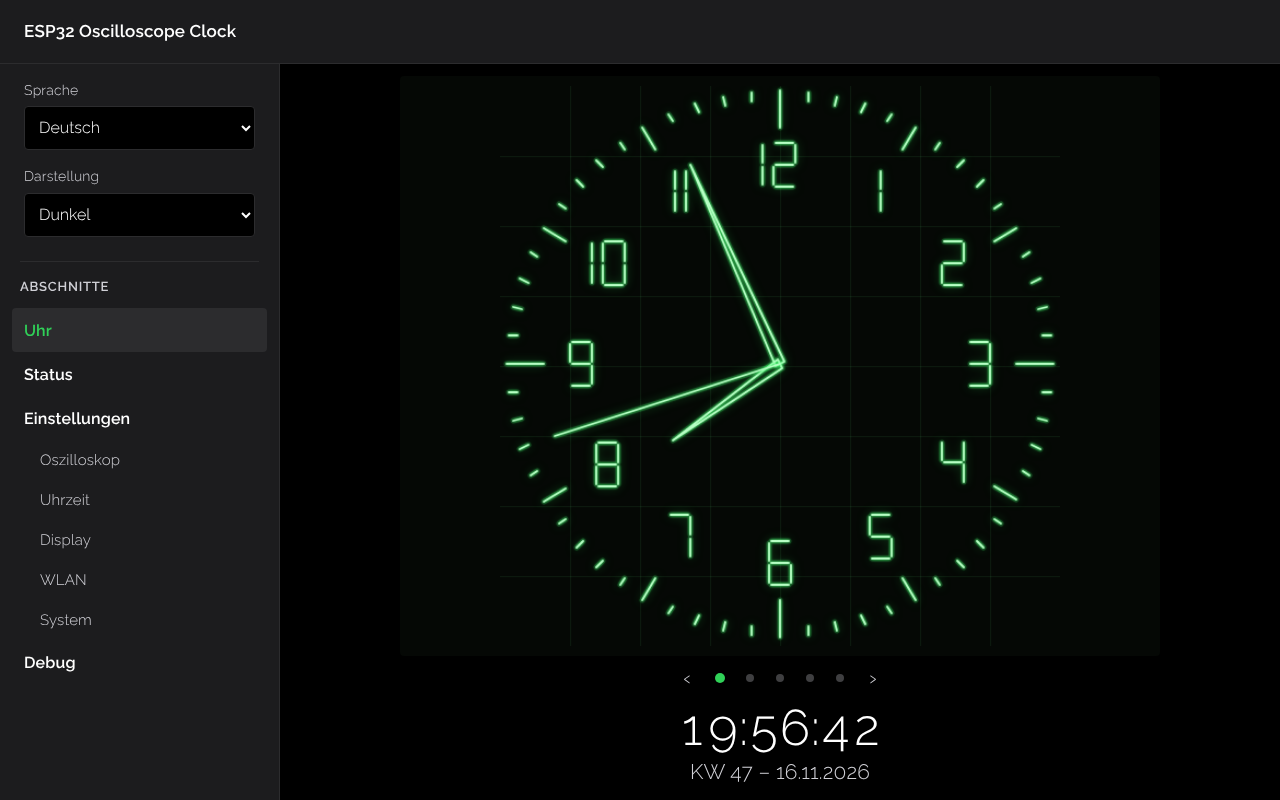 ESP32 Oscilloscope Clock
Sprache
Deutsch
Darstellung
Dunkel
ABSCHNITTE
Uhr
Status
Einstellungen
Oszilloskop
Uhrzeit
Display
WLAN
System
Debug
12
11
1
10
2
9
3
8
4
7
5
6
< >
19:56:42
KW 47 – 16.11.2026